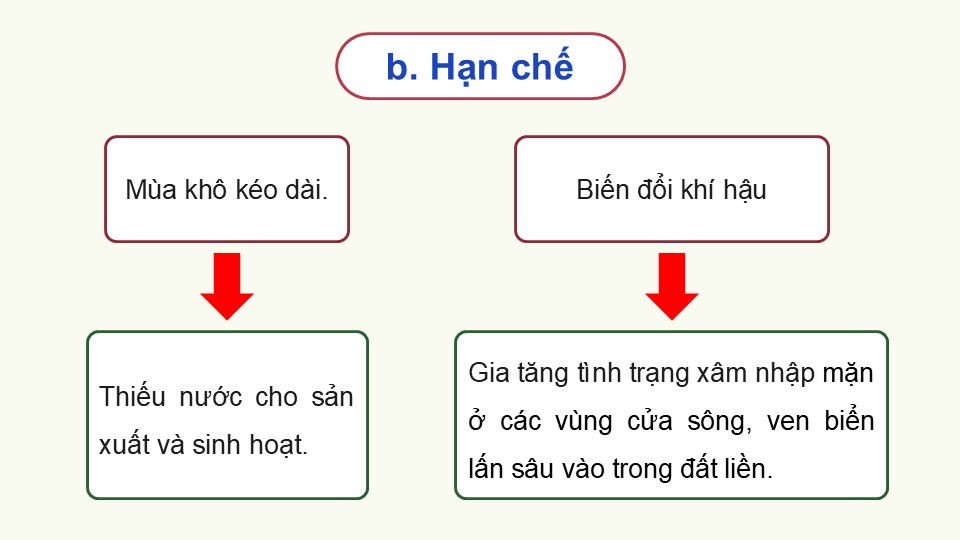 b. Hạn chế
Mùa khô kéo dài.
Biến đổi khí hậu
Thiếu nước cho sản
xuất và sinh hoạt.
Gia tăng tình trạng xâm nhập mặn
ở các vùng cửa sông, ven biển
lấn sâu vào trong đất liền.